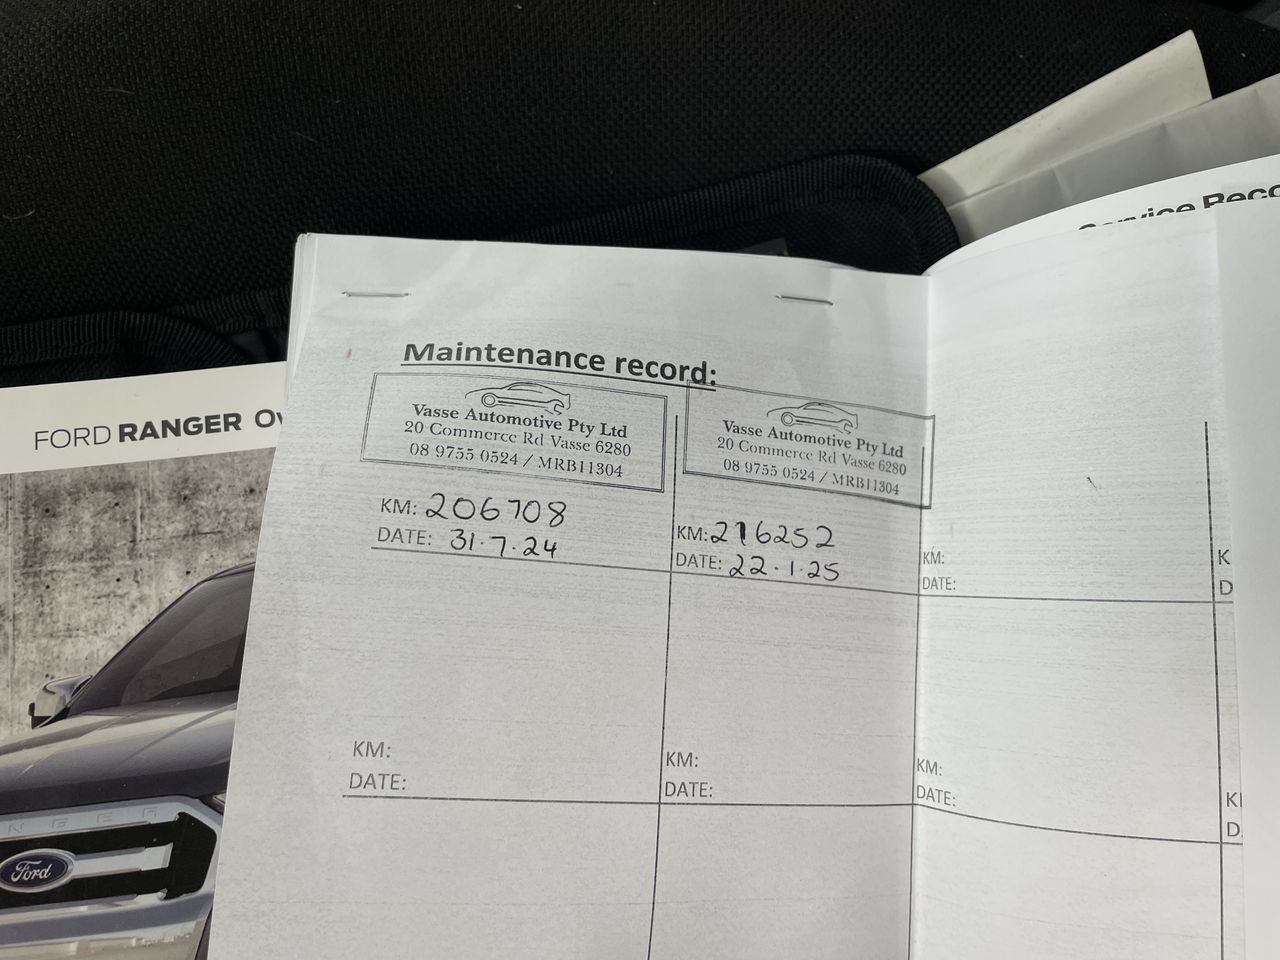 Service Reco
Maintenance record:
FORD RANGER
Vasse Automotive Pty Ltd
20 Commerce Rd Vasse 6280
08 9755 0524 / MRB11304
KM: 206708
DATE: 31.7.24
Vasse Automotive Pty Ltd
20 Commerce Rd Vasse 6280
08 9755 0524 / MRB11304
KM: 216252
DATE: 22.1.25
KM:
DATE:
K
D
KM:
DATE:
KM:
DATE:
KM:
DATE:
K
D
NGER
Ford